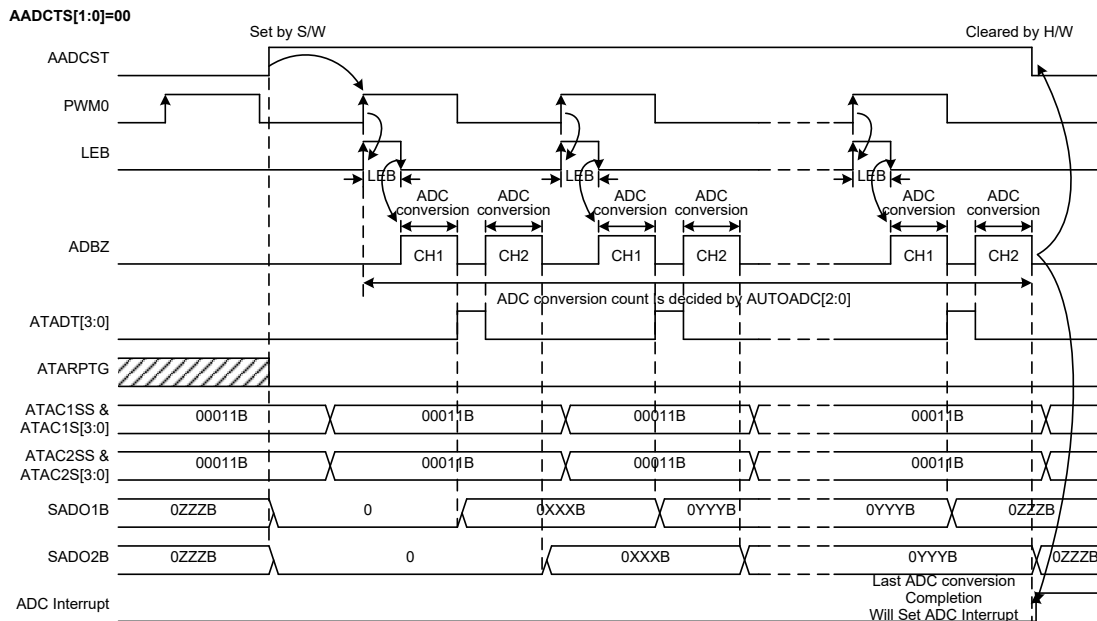 AADCTS[1:0]=00
Set by S/W
Cleared by H/W
AADCST
PWM0
LEB
LEB
LEB
LEB
ADC
conversion
ADC
conversion
ADC
conversion
ADC
conversion
ADC
conversion
ADC
conversion
ADBZ
CH1
CH2
CH1
CH2
CH1
CH2
ADC conversion count is decided by AUTOADC[2:0]
ATADT[3:0]
ATARPTG
ATAC1SS &
ATAC1S[3:0]
00011B
00011B
00011B
00011B
ATAC2SS &
ATAC2S[3:0]
00011B
00011B
00011B
00011B
SADO1B
0ZZZB
0
0XXXB
0YYYB
0YYYB
0ZZZB
SADO2B
0ZZZB
0
0XXXB
0YYYB
0ZZZB
ADC Interrupt
Last ADC conversion
Completion
Will Set ADC Interrupt